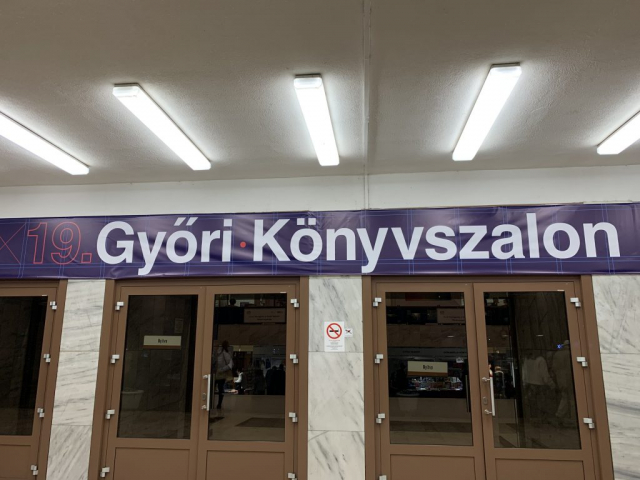 19. Győri · Könyvszalon